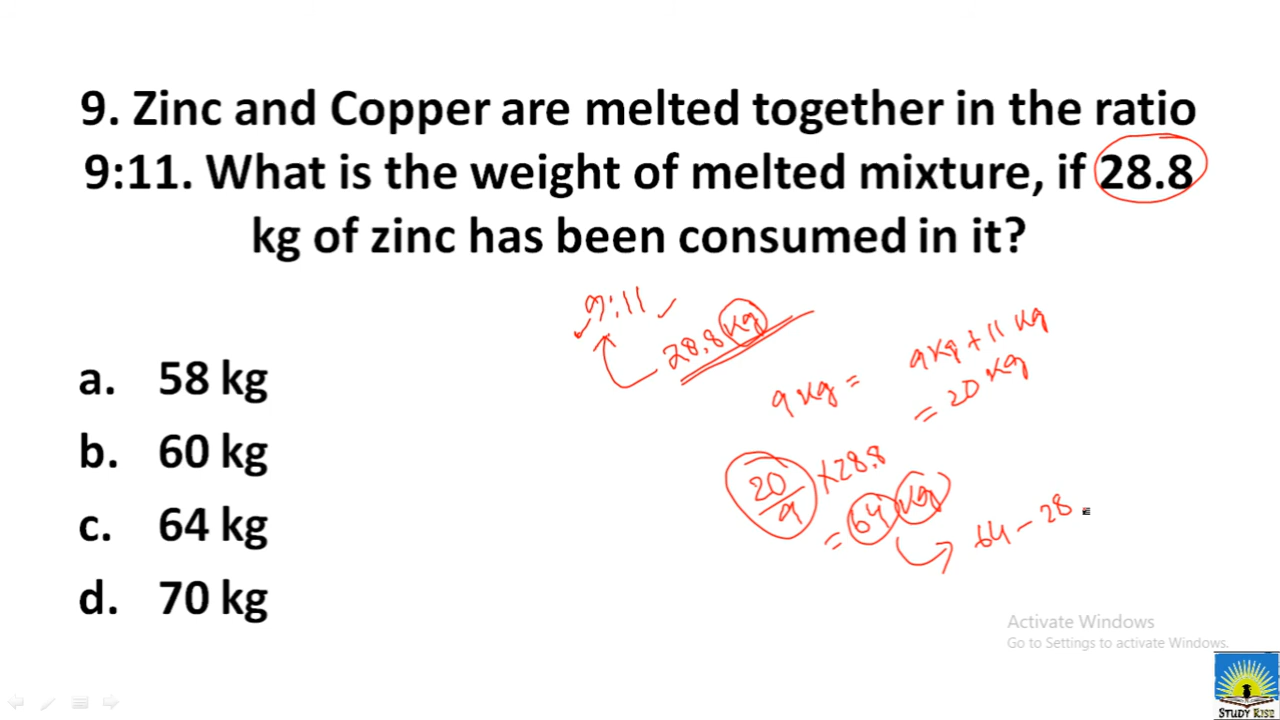 9. Zinc and Copper are melted together in the ratio
9:11. What is the weight of melted mixture, if 28.8
kg of zinc has been consumed in it?
9:11
28.8 kg
9 kg =
9 kg + 11 kg
= 20 kg
a. 58 kg
b. 60 kg
c. 64 kg
d. 70 kg
20/9 × 28.8
= 64 kg
64 - 28
Activate Windows
Go to Settings to activate Windows.
STUDY RISE